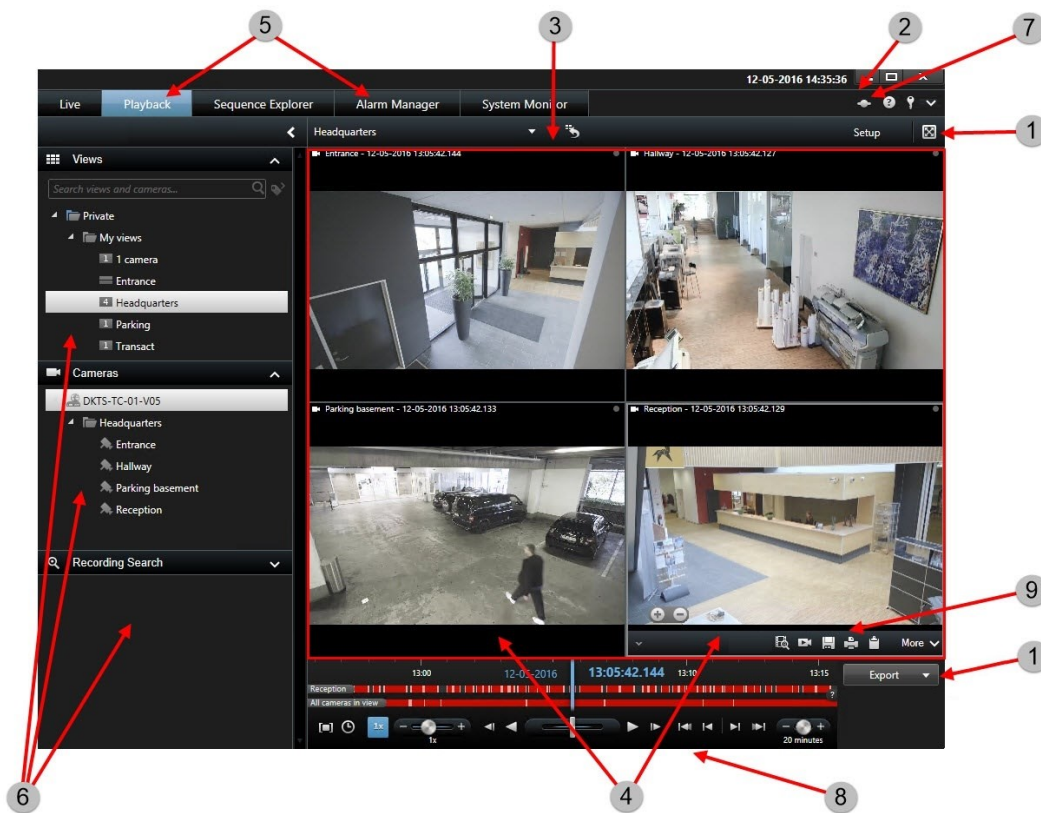 5
3
2
7
12-05-2016 14:35:36
Live
Playback
Sequence Explorer
Alarm Manager
System Monitor
Headquarters
Setup
1
Views
Search views and cameras...
Private
My views
1 1 camera
Entrance
4 Headquarters
1 Parking
1 Transact
Cameras
DKTS-TC-01-V05
Headquarters
Entrance
Hallway
Parking basement
Reception
Recording Search
Entrance - 12-05-2016 13:05:42.144
Hallway - 12-05-2016 13:05:42.127
Parking basement - 12-05-2016 13:05:42.133
Reception - 12-05-2016 13:05:42.129
9
More
13:00
12-05-2016
13:05:42.144
13:10
13:15
Export
1
Reception
?
All cameras in view
1x
1x
20 minutes
6
4
8